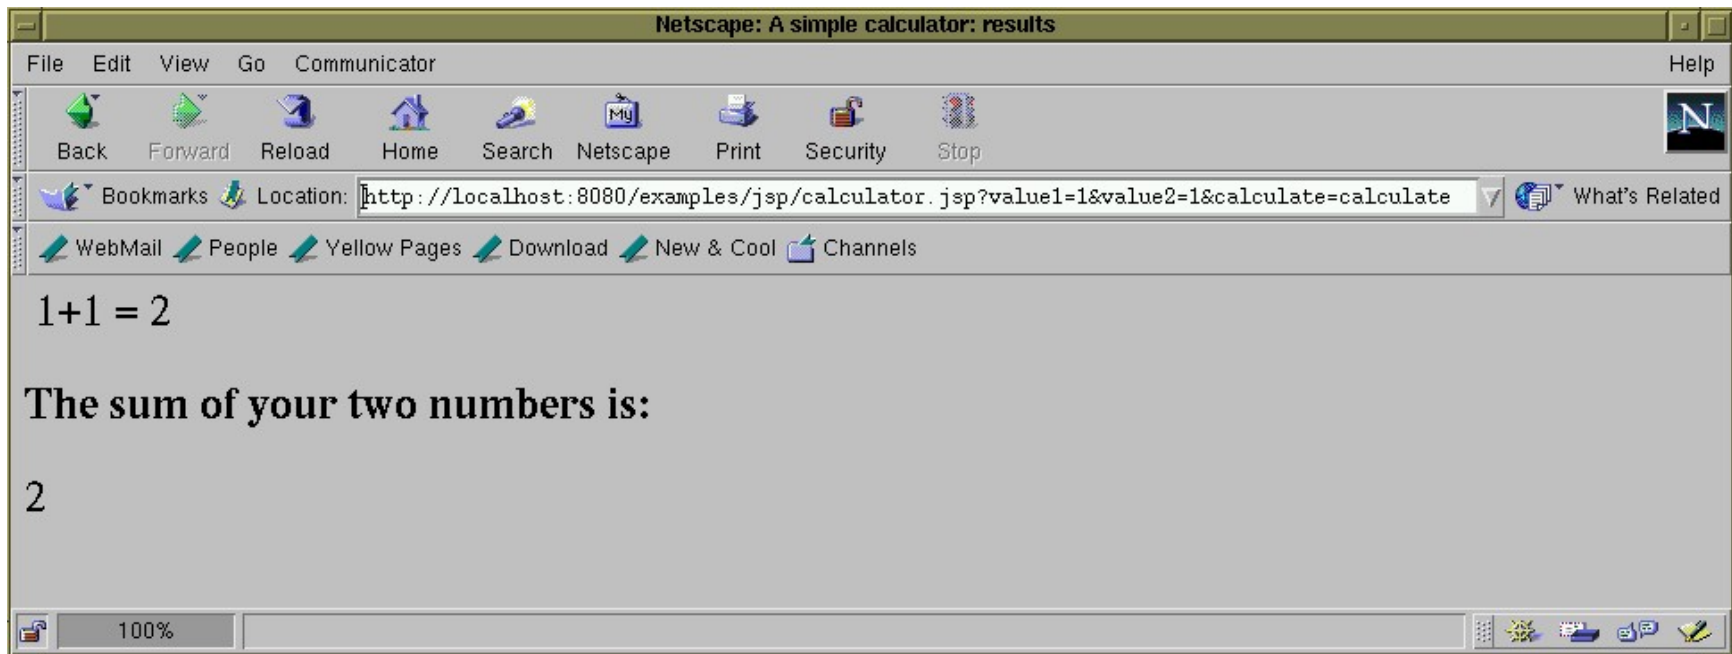 Netscape: A simple calculator: results
File Edit View Go Communicator Help
N
My
Back Forward Reload Home Search Netscape Print Security Stop
Bookmarks Location: http://localhost:8080/examples/jsp/calculator.jsp?value1=1&value2=1&calculate=calculate What's Related
WebMail People Yellow Pages Download New & Cool Channels
1+1 = 2
The sum of your two numbers is:
2
100%